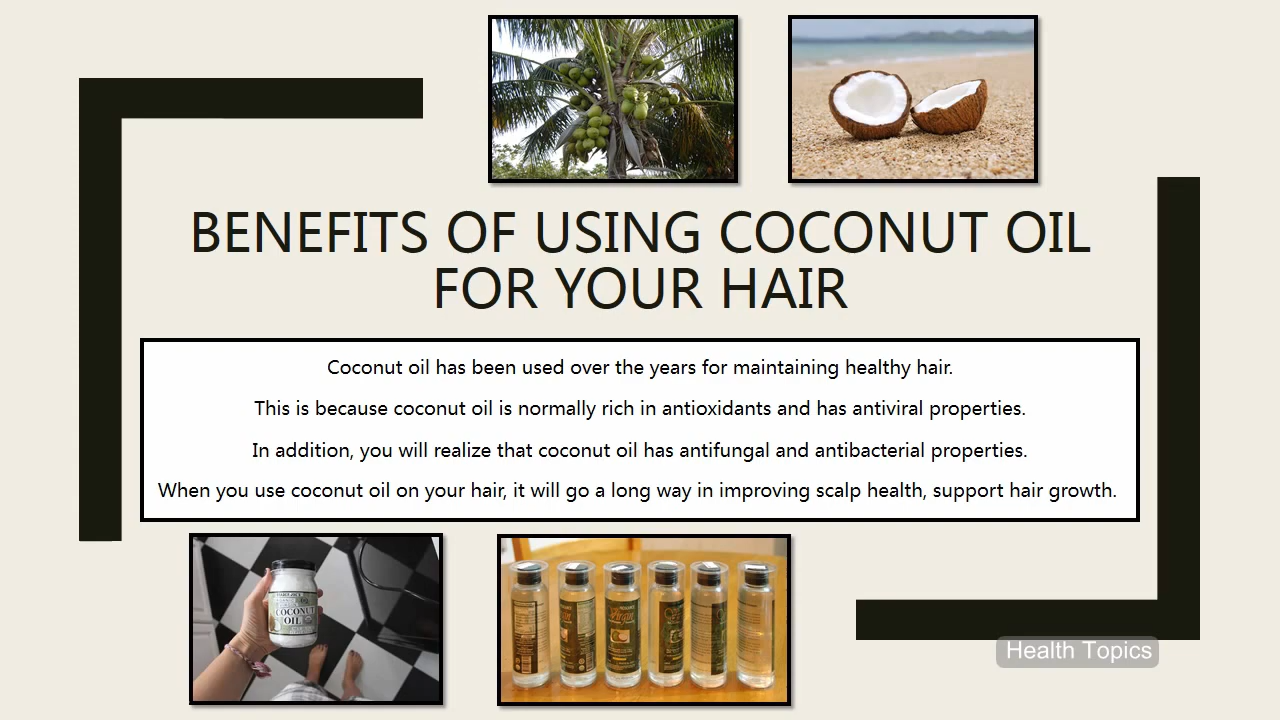 BENEFITS OF USING COCONUT OIL
FOR YOUR HAIR
Coconut oil has been used over the years for maintaining healthy hair.
This is because coconut oil is normally rich in antioxidants and has antiviral properties.
In addition, you will realize that coconut oil has antifungal and antibacterial properties.
When you use coconut oil on your hair, it will go a long way in improving scalp health, support hair growth.
COCONUT
OIL
Virgin
Health Topics